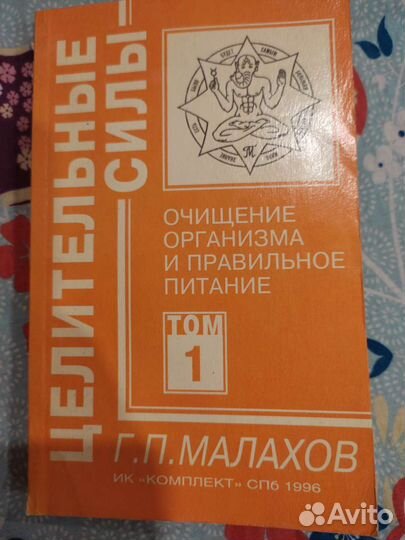 ЦЕЛИТЕЛЬНЫЕ
СИЛЫ
ОЧИЩЕНИЕ
ОРГАНИЗМА
И ПРАВИЛЬНОЕ
ПИТАНИЕ
ТОМ
1
Г.П.МАЛАХОВ
ИК «КОМПЛЕКТ» СПб 1996
Avito